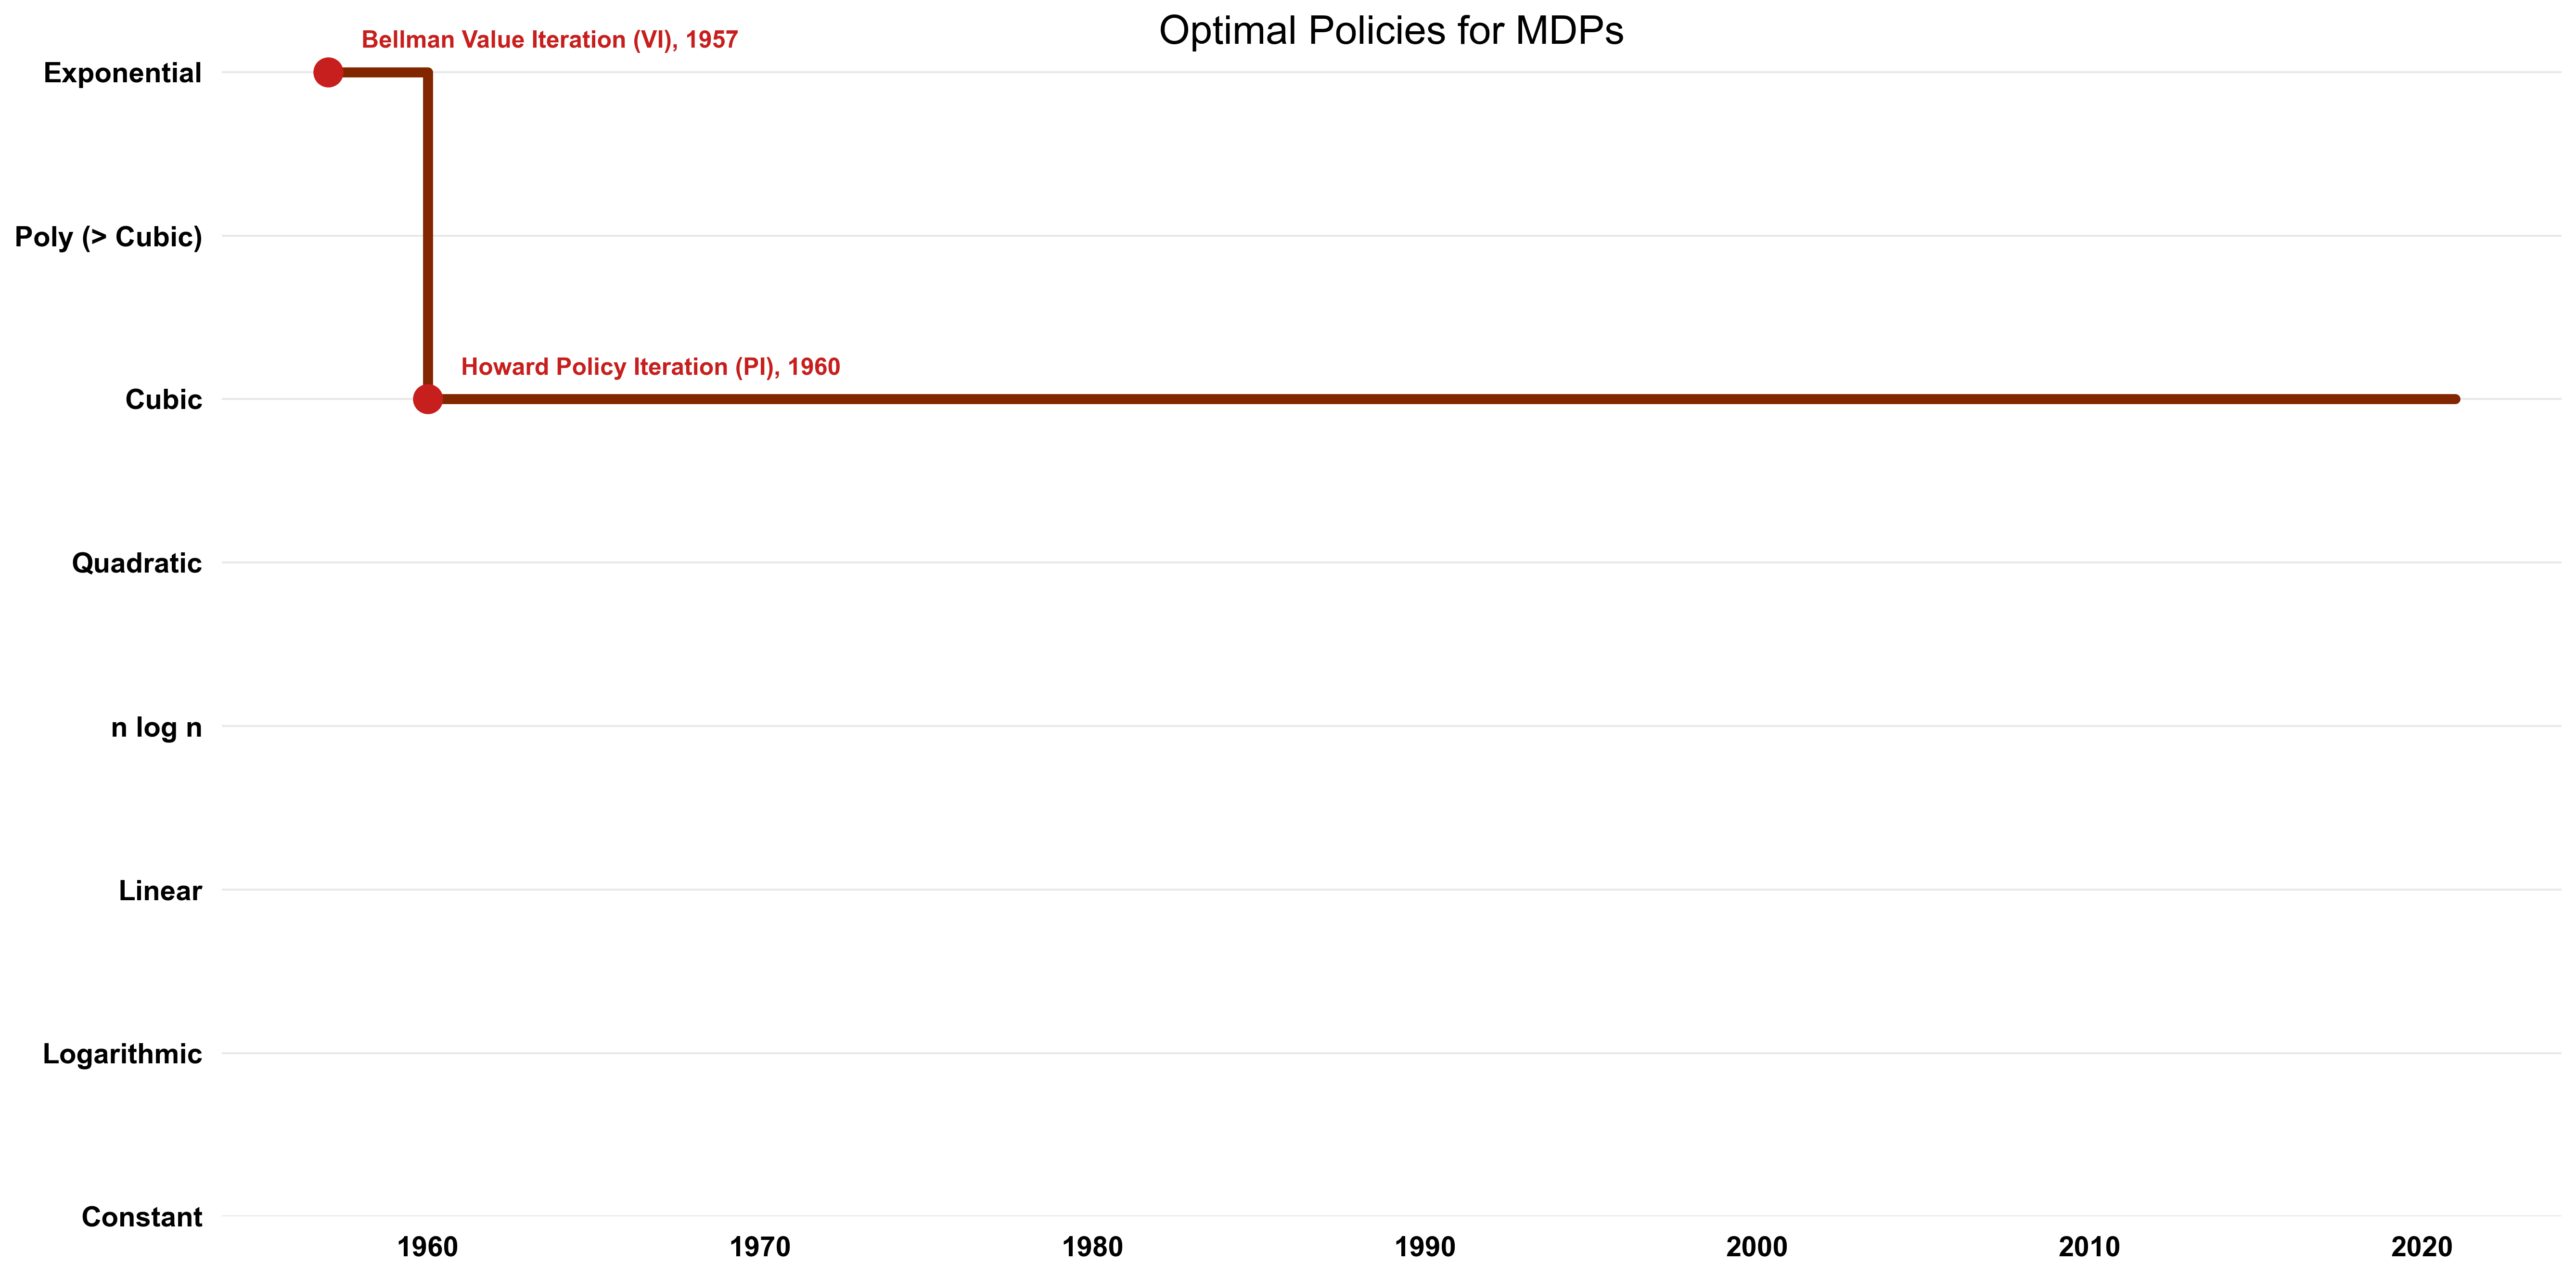 Optimal Policies for MDPs
Bellman Value Iteration (VI), 1957
Exponential
Poly (> Cubic)
Howard Policy Iteration (PI), 1960
Cubic
Quadratic
n log n
Linear
Logarithmic
Constant
1960 1970 1980 1990 2000 2010 2020